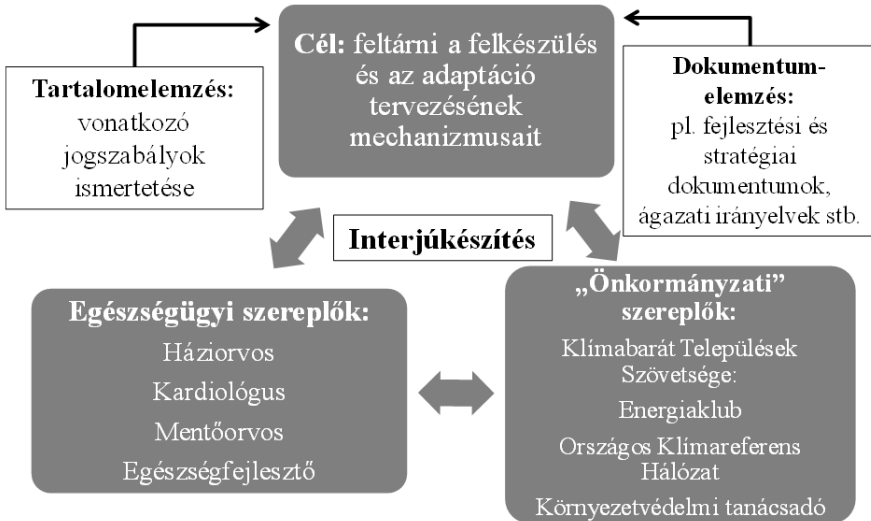 Cél: feltárni a felkészülés
és az adaptáció
tervezésének
mechanizmusait
Tartalomelemzés:
vonatkozó
jogszabályok
ismertetése
Dokumentum-
elemzés:
pl. fejlesztési és
stratégiai
dokumentumok,
ágazati irányelvek stb.
Interjúkészítés
Egészségügyi szereplők:
Háziorvos
Kardiológus
Mentőorvos
Egészségfejlesztő
„Önkormányzati”
szereplők:
Klímabarát Települések
Szövetsége:
Energiaklub
Országos Klímareferens
Hálózat
Környezetvédelmi tanácsadó